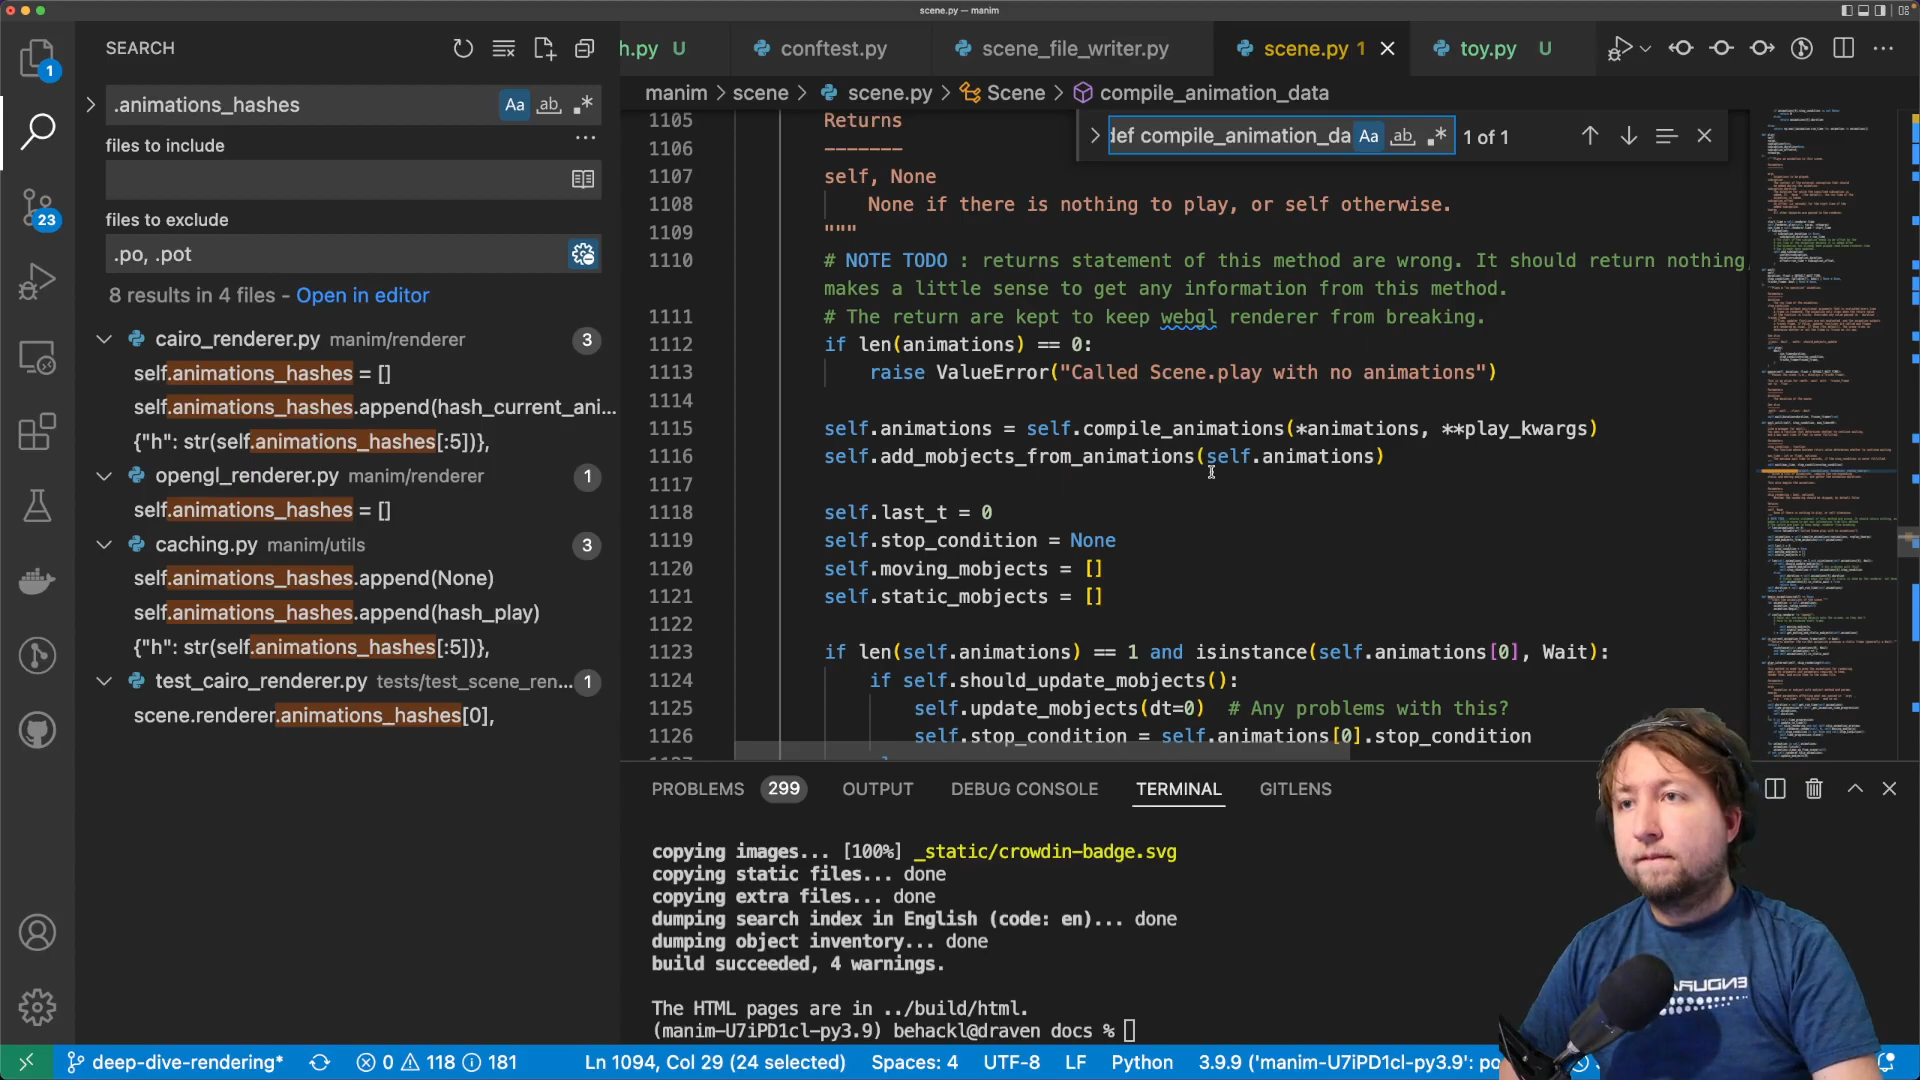 scene.py — manim
SEARCH
h.py U
conftest.py
scene_file_writer.py
scene.py 1
toy.py U
1
.animations_hashes
Aa
ab
files to include
files to exclude
.po, .pot
8 results in 4 files - Open in editor
23
cairo_renderer.py manim/renderer 3
self.animations_hashes = []
self.animations_hashes.append(hash_current_ani...
{"h": str(self.animations_hashes[:5])},
opengl_renderer.py manim/renderer 1
self.animations_hashes = []
caching.py manim/utils 3
self.animations_hashes.append(None)
self.animations_hashes.append(hash_play)
{"h": str(self.animations_hashes[:5])},
test_cairo_renderer.py tests/test_scene_ren... 1
scene.renderer.animations_hashes[0],
manim > scene > scene.py > Scene > compile_animation_data
def compile_animation_da Aa ab 1 of 1
1105 Returns
1106 -------
1107 self, None
1108 None if there is nothing to play, or self otherwise.
1109 """
1110 # NOTE TODO : returns statement of this method are wrong. It should return nothing,
makes a little sense to get any information from this method.
1111 # The return are kept to keep webgl renderer from breaking.
1112 if len(animations) == 0:
1113 raise ValueError("Called Scene.play with no animations")
1114
1115 self.animations = self.compile_animations(*animations, **play_kwargs)
1116 self.add_mobjects_from_animations(self.animations)
1117
1118 self.last_t = 0
1119 self.stop_condition = None
1120 self.moving_mobjects = []
1121 self.static_mobjects = []
1122
1123 if len(self.animations) == 1 and isinstance(self.animations[0], Wait):
1124 if self.should_update_mobjects():
1125 self.update_mobjects(dt=0) # Any problems with this?
1126 self.stop_condition = self.animations[0].stop_condition
PROBLEMS 299 OUTPUT DEBUG CONSOLE TERMINAL GITLENS
copying images... [100%] _static/crowdin-badge.svg
copying static files... done
copying extra files... done
dumping search index in English (code: en)... done
dumping object inventory... done
build succeeded, 4 warnings.
The HTML pages are in ../build/html.
(manim-U7iPD1cl-py3.9) behackl@draven docs %
deep-dive-rendering* 0 118 181 Ln 1094, Col 29 (24 selected) Spaces: 4 UTF-8 LF Python 3.9.9 ('manim-U7iPD1cl-py3.9': po